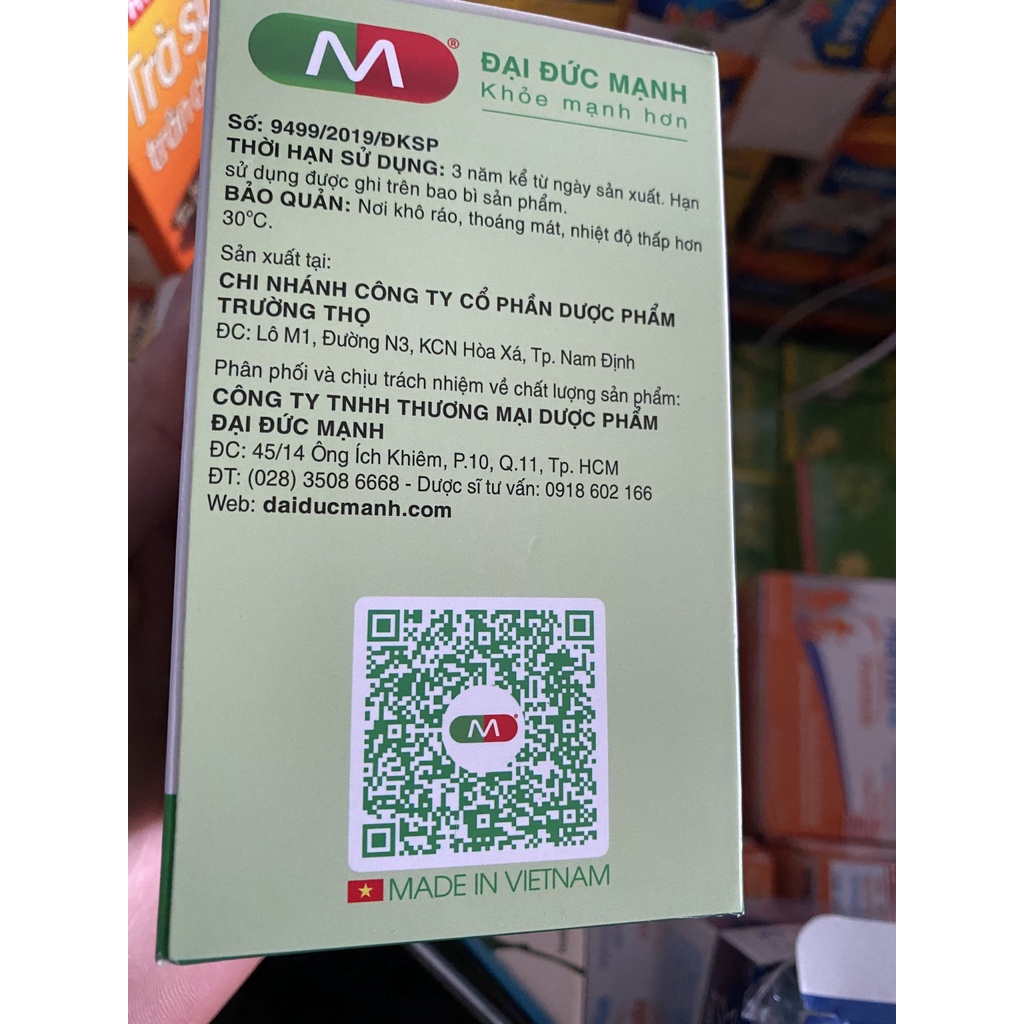 M®
ĐẠI ĐỨC MẠNH
Khỏe mạnh hơn
Số: 9499/2019/ĐKSP
THỜI HẠN SỬ DỤNG: 3 năm kể từ ngày sản xuất. Hạn
sử dụng được ghi trên bao bì sản phẩm.
BẢO QUẢN: Nơi khô ráo, thoáng mát, nhiệt độ thấp hơn
30°C.
Sản xuất tại:
CHI NHÁNH CÔNG TY CỔ PHẦN DƯỢC PHẨM
TRƯỜNG THỌ
ĐC: Lô M1, Đường N3, KCN Hòa Xá, Tp. Nam Định
Phân phối và chịu trách nhiệm về chất lượng sản phẩm:
CÔNG TY TNHH THƯƠNG MẠI DƯỢC PHẨM
ĐẠI ĐỨC MẠNH
ĐC: 45/14 Ông Ích Khiêm, P.10, Q.11, Tp. HCM
ĐT: (028) 3508 6668 - Dược sĩ tư vấn: 0918 602 166
Web: daiducmanh.com
M®
MADE IN VIETNAM
Trà
trân